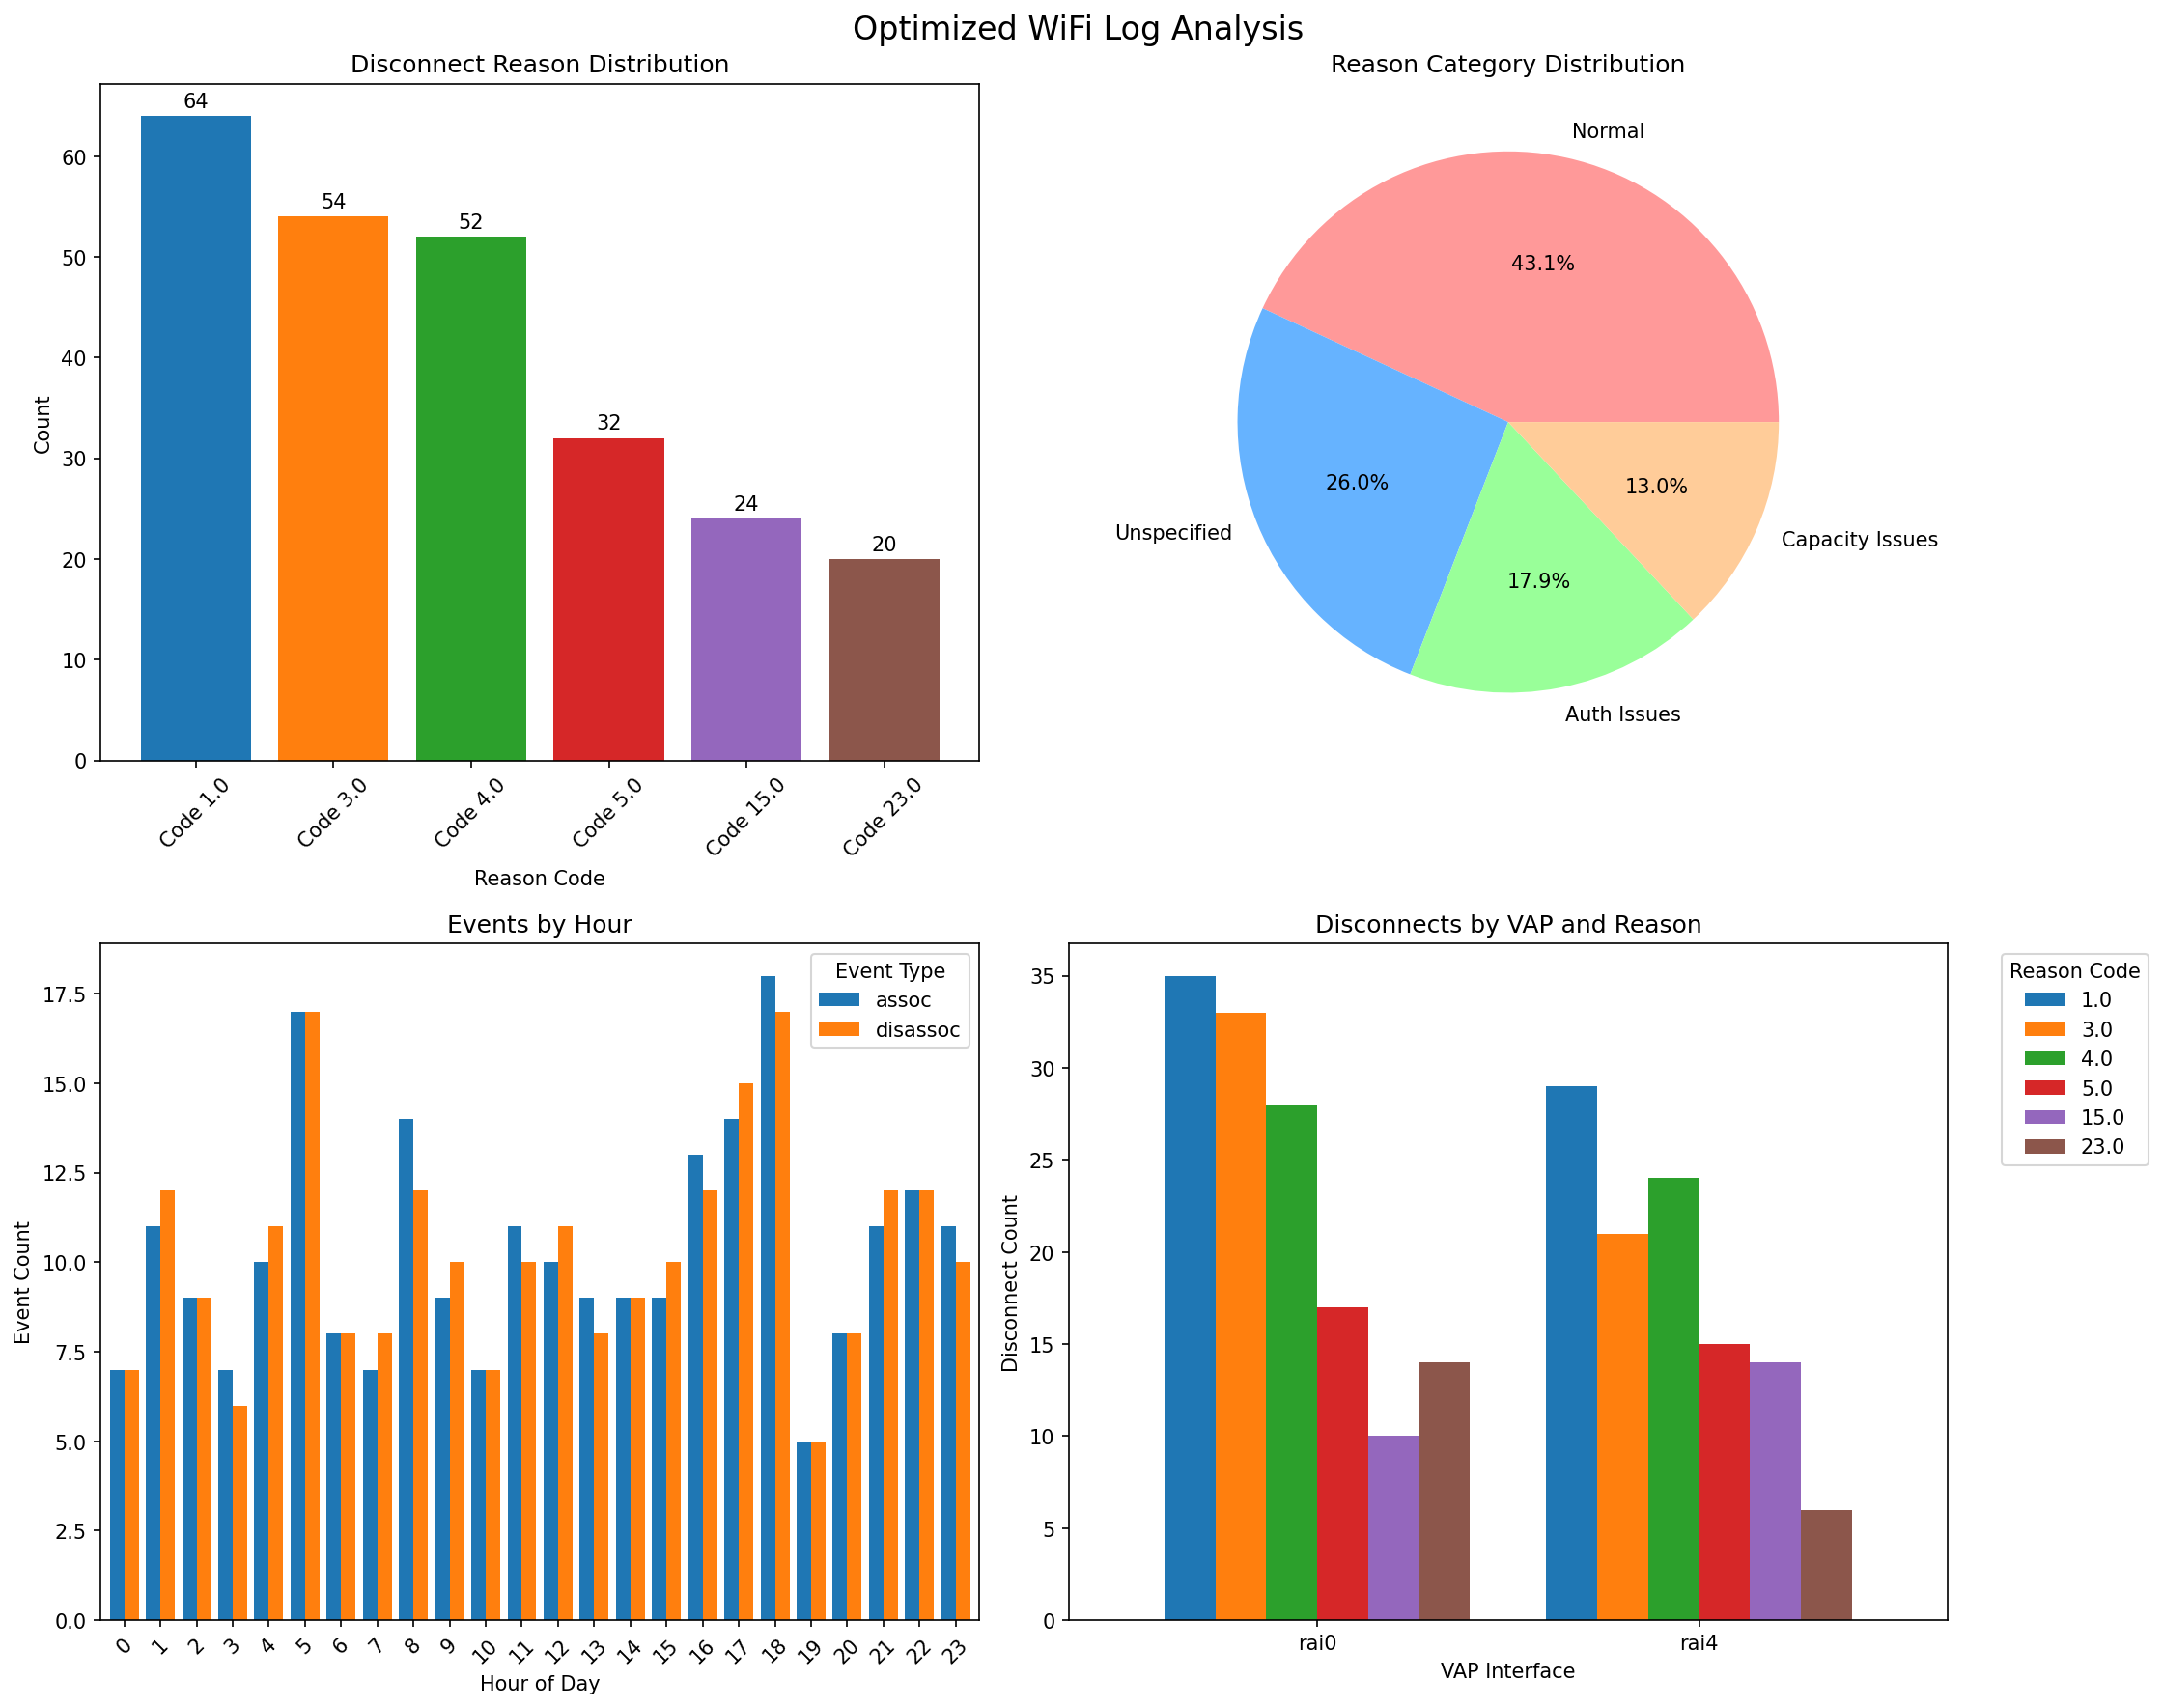 Optimized WiFi Log Analysis
Disconnect Reason Distribution
64
54
52
32
24
20
60
50
40
30
20
10
0
Count
Code 1.0
Code 3.0
Code 4.0
Code 5.0
Code 15.0
Code 23.0
Reason Code
Reason Category Distribution
Normal
43.1%
26.0%
Unspecified
17.9%
Auth Issues
13.0%
Capacity Issues
Events by Hour
Event Type
assoc
disassoc
17.5
15.0
12.5
10.0
7.5
5.0
2.5
0.0
Event Count
0
1
2
3
4
5
6
7
8
9
10
11
12
13
14
15
16
17
18
19
20
21
22
23
Hour of Day
Disconnects by VAP and Reason
35
30
25
20
15
10
5
0
Disconnect Count
rai0
rai4
VAP Interface
Reason Code
1.0
3.0
4.0
5.0
15.0
23.0